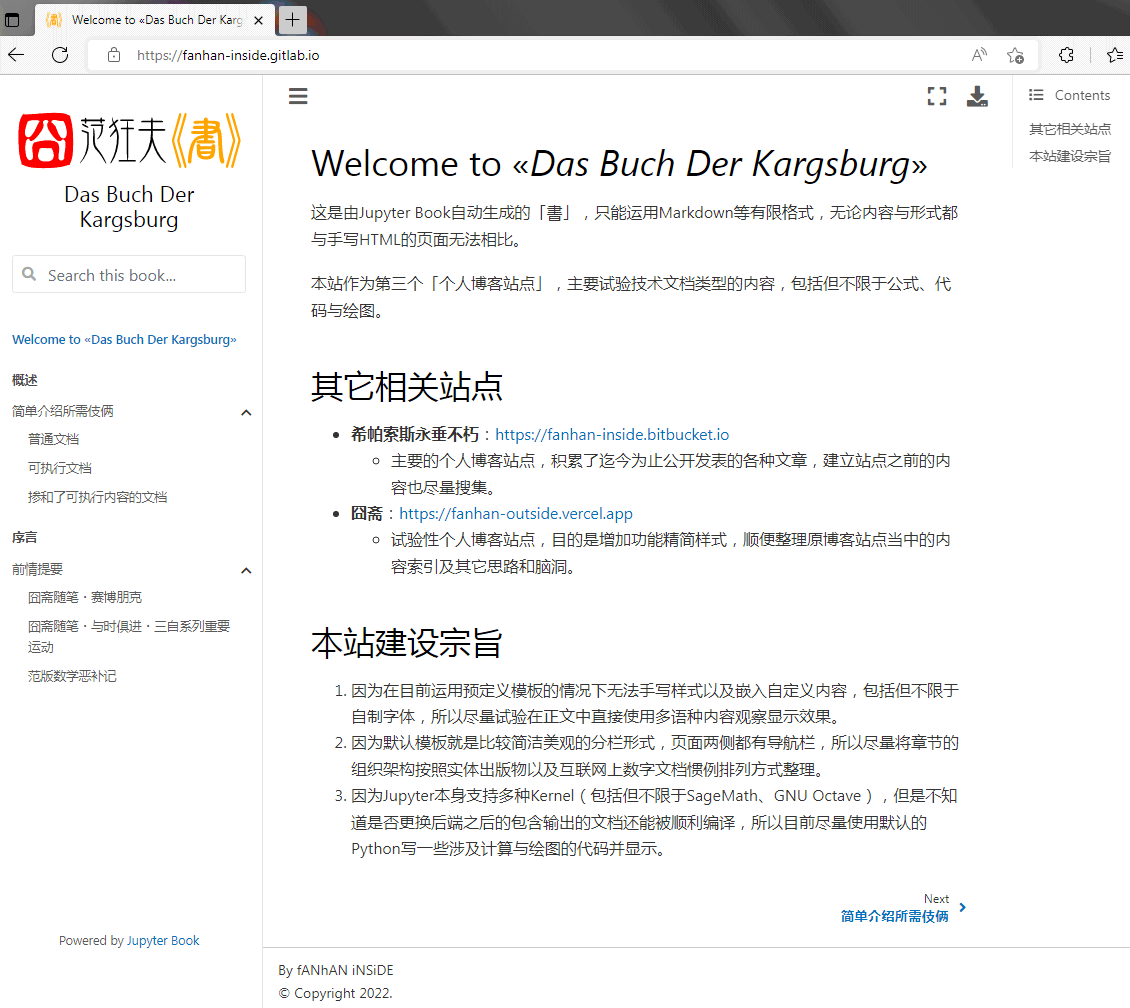 Welcome to «Das Buch Der Karg
https://fanhan-inside.gitlab.io
囧 范狂夫《書》
Das Buch Der
Kargsburg
Search this book...
Welcome to «Das Buch Der Kargsburg»
概述
简单介绍所需伎俩
普通文档
可执行文档
掺和了可执行内容的文档
序言
前情提要
囧斋随笔・赛博朋克
囧斋随笔・与时俱进・三自系列重要
运动
范版数学恶补记
Powered by Jupyter Book
Welcome to «Das Buch Der Kargsburg»
这是由Jupyter Book自动生成的「書」，只能运用Markdown等有限格式，无论内容与形式都
与手写HTML的页面无法相比。
本站作为第三个「个人博客站点」，主要试验技术文档类型的内容，包括但不限于公式、代
码与绘图。
其它相关站点
• 希帕索斯永垂不朽：https://fanhan-inside.bitbucket.io
◦ 主要的个人博客站点，积累了迄今为止公开发表的各种文章，建立站点之前的内
容也尽量搜集。
• 囧斋：https://fanhan-outside.vercel.app
◦ 试验性个人博客站点，目的是增加功能精简样式，顺便整理原博客站点当中的内
容索引及其它思路和脑洞。
本站建设宗旨
1. 因为在目前运用预定义模板的情况下无法手写样式以及嵌入自定义内容，包括但不限于
自制字体，所以尽量试验在正文中直接使用多语种内容观察显示效果。
2. 因为默认模板就是比较简洁美观的分栏形式，页面两侧都有导航栏，所以尽量将章节的
组织架构按照实体出版物以及互联网上数字文档惯例排列方式整理。
3. 因为Jupyter本身支持多种Kernel（包括但不限于SageMath、GNU Octave），但是不知
道是否更换后端之后的包含输出的文档还能被顺利编译，所以目前尽量使用默认的
Python写一些涉及计算与绘图的代码并显示。
Next
简单介绍所需伎俩
By fANhAN iNSiDE
© Copyright 2022.
Contents
其它相关站点
本站建设宗旨